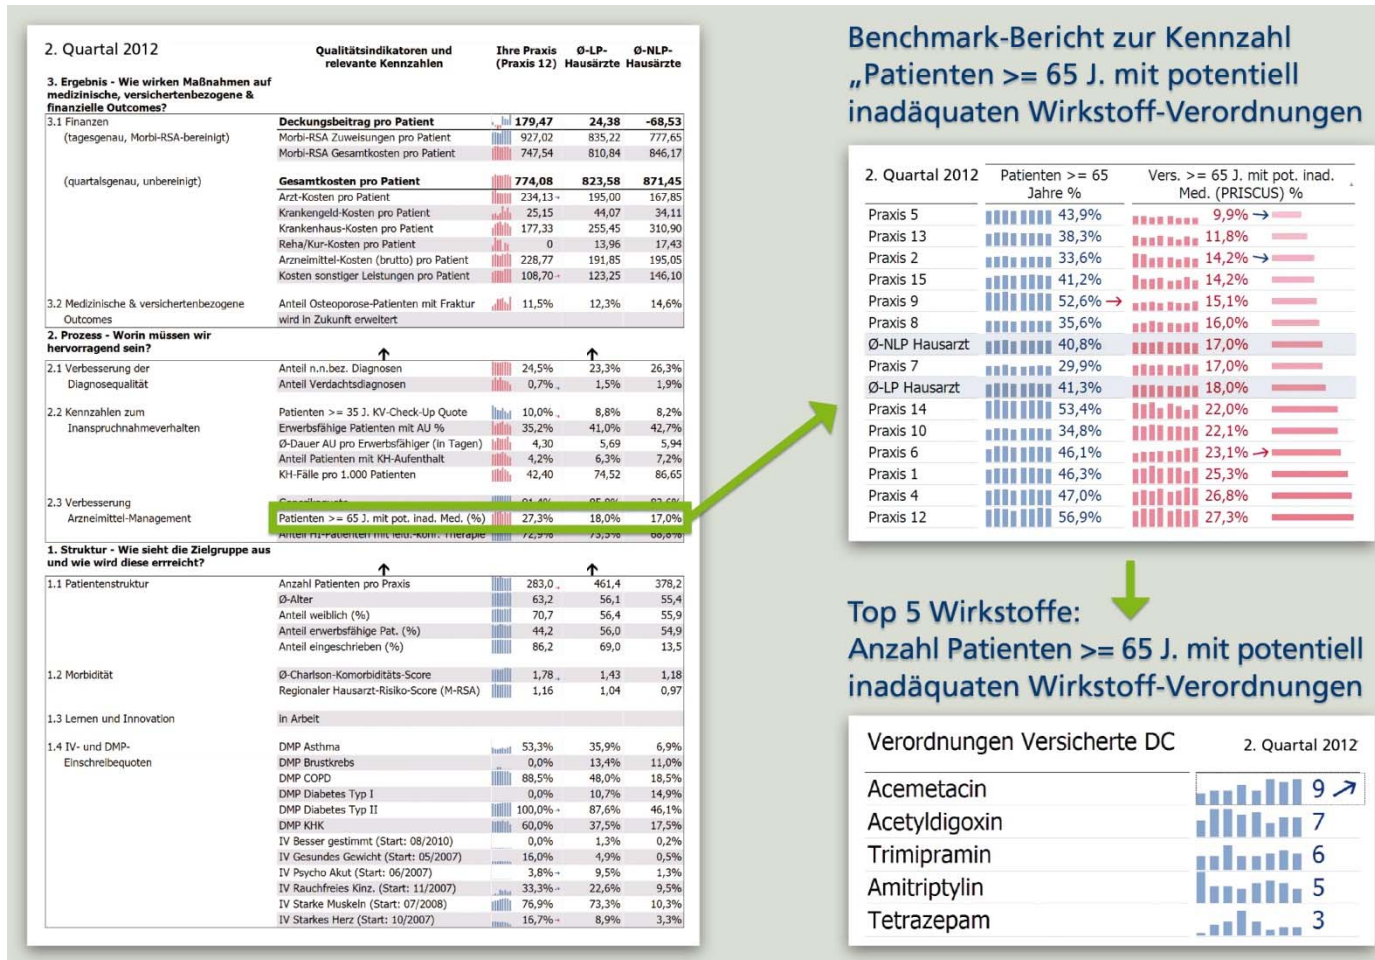 2. Quartal 2012 Qualitätsindikatoren und relevante Kennzahlen Ihre Praxis (Praxis 12) Ø-LP-Hausärzte Ø-NLP-Hausärzte
3. Ergebnis - Wie wirken Maßnahmen auf
medizinische, versichertenbezogene &
finanzielle Outcomes?
3.1 Finanzen Deckungsbeitrag pro Patient 179,47 24,38 -68,53
(tagesgenau, Morbi-RSA-bereinigt) Morbi-RSA Zuweisungen pro Patient 927,02 835,22 777,65
Morbi-RSA Gesamtkosten pro Patient 747,54 810,84 846,17
(quartalsgenau, unbereinigt) Gesamtkosten pro Patient 774,08 823,58 871,45
Arzt-Kosten pro Patient 234,13 195,00 167,85
Krankengeld-Kosten pro Patient 25,15 44,07 34,11
Krankenhaus-Kosten pro Patient 177,33 255,45 310,90
Reha/Kur-Kosten pro Patient 0 13,96 17,43
Arzneimittel-Kosten (brutto) pro Patient 228,77 191,85 195,05
Kosten sonstiger Leistungen pro Patient 108,70 123,25 146,10
3.2 Medizinische & versichertenbezogene Anteil Osteoporose-Patienten mit Fraktur 11,5% 12,3% 14,6%
Outcomes wird in Zukunft erweitert
2. Prozess - Worin müssen wir
hervorragend sein?
2.1 Verbesserung der Anteil n.n.bez. Diagnosen 24,5% 23,3% 26,3%
Diagnosequalität Anteil Verdachtsdiagnosen 0,7% 1,5% 1,9%
2.2 Kennzahlen zum Patienten >= 35 J. KV-Check-Up Quote 10,0% 8,8% 8,2%
Inanspruchnahmeverhalten Erwerbsfähige Patienten mit AU % 35,2% 41,0% 42,7%
Ø-Dauer AU pro Erwerbsfähiger (in Tagen) 4,30 5,69 5,94
Anteil Patienten mit KH-Aufenthalt 4,2% 6,3% 7,2%
KH-Fälle pro 1.000 Patienten 42,40 74,52 86,65
2.3 Verbesserung
Arzneimittel-Management Patienten >= 65 J. mit pot. inad. Med. (%) 27,3% 18,0% 17,0%
1. Struktur - Wie sieht die Zielgruppe aus
und wie wird diese errreicht?
1.1 Patientenstruktur Anzahl Patienten pro Praxis 283,0 461,4 378,2
Ø-Alter 63,2 56,1 55,4
Anteil weiblich (%) 70,7 56,4 55,9
Anteil erwerbsfähige Pat. (%) 44,2 56,0 54,9
Anteil eingeschrieben (%) 86,2 69,0 13,5
1.2 Morbidität Ø-Charlson-Komorbiditäts-Score 1,78 1,43 1,18
Regionaler Hausarzt-Risiko-Score (M-RSA) 1,16 1,04 0,97
1.3 Lernen und Innovation in Arbeit
1.4 IV- und DMP- DMP Asthma 53,3% 35,9% 6,9%
Einschreibequoten DMP Brustkrebs 0,0% 13,4% 11,0%
DMP COPD 88,5% 48,0% 18,5%
DMP Diabetes Typ I 0,0% 10,7% 14,9%
DMP Diabetes Typ II 100,0% 87,6% 46,1%
DMP KHK 60,0% 37,5% 17,5%
IV Besser gestimmt (Start: 08/2010) 0,0% 1,3% 0,2%
IV Gesundes Gewicht (Start: 05/2007) 16,0% 4,9% 0,5%
IV Psycho Akut (Start: 06/2007) 3,8% 9,5% 1,3%
IV Rauchfreies Kinz. (Start: 11/2007) 33,3% 22,6% 9,5%
IV Starke Muskeln (Start: 07/2008) 76,9% 73,3% 10,3%
IV Starkes Herz (Start: 10/2007) 16,7% 8,9% 3,3%
Benchmark-Bericht zur Kennzahl
„Patienten >= 65 J. mit potentiell
inadäquaten Wirkstoff-Verordnungen
2. Quartal 2012 Patienten >= 65 Jahre % Vers. >= 65 J. mit pot. inad. Med. (PRISCUS) %
Praxis 5 43,9% 9,9%
Praxis 13 38,3% 11,8%
Praxis 2 33,6% 14,2%
Praxis 15 41,2% 14,2%
Praxis 9 52,6% 15,1%
Praxis 8 35,6% 16,0%
Ø-NLP Hausarzt 40,8% 17,0%
Praxis 7 29,9% 17,0%
Ø-LP Hausarzt 41,3% 18,0%
Praxis 14 53,4% 22,0%
Praxis 10 34,8% 22,1%
Praxis 6 46,1% 23,1%
Praxis 1 46,3% 25,3%
Praxis 4 47,0% 26,8%
Praxis 12 56,9% 27,3%
Top 5 Wirkstoffe:
Anzahl Patienten >= 65 J. mit potentiell
inadäquaten Wirkstoff-Verordnungen
Verordnungen Versicherte DC 2. Quartal 2012
Acemetacin 9
Acetyldigoxin 7
Trimipramin 6
Amitriptylin 5
Tetrazepam 3